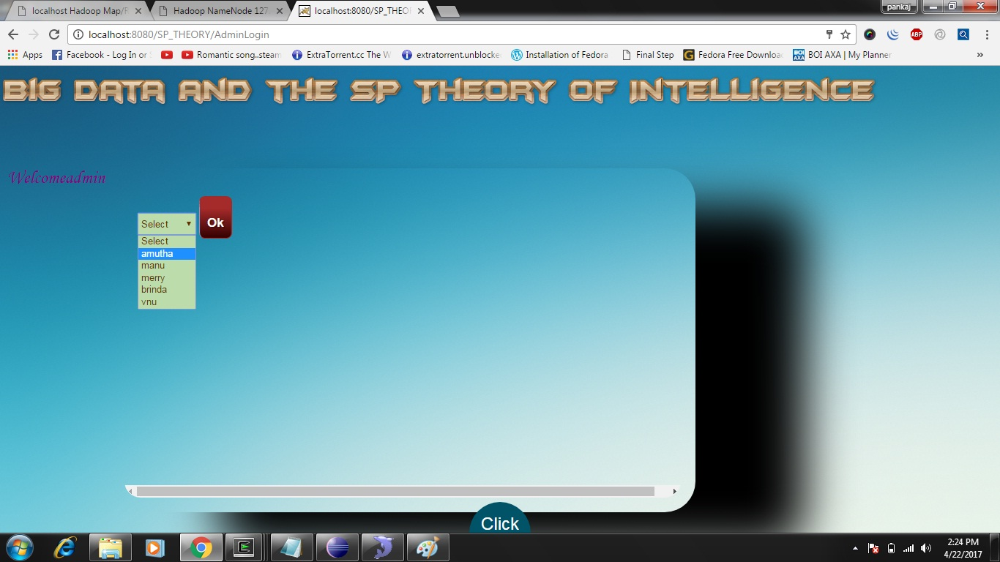 localhost Hadoop Map/R
Hadoop NameNode 127.
localhost:8080/SP_THEOR
pankaj
localhost:8080/SP_THEORY/AdminLogin
ABP
Apps
Facebook - Log In or S
Romantic song..steam
ExtraTorrent.cc The W
extratorrent.unblocke
Installation of Fedora
Final Step
Fedora Free Downloa
BOI AXA | My Planner
»
BIG DATA AND THE SP THEORY OF INTELLIGENCE
Welcomeadmin
Select
Ok
Select
amutha
manu
merry
brinda
vnu
Click
2:24 PM
4/22/2017